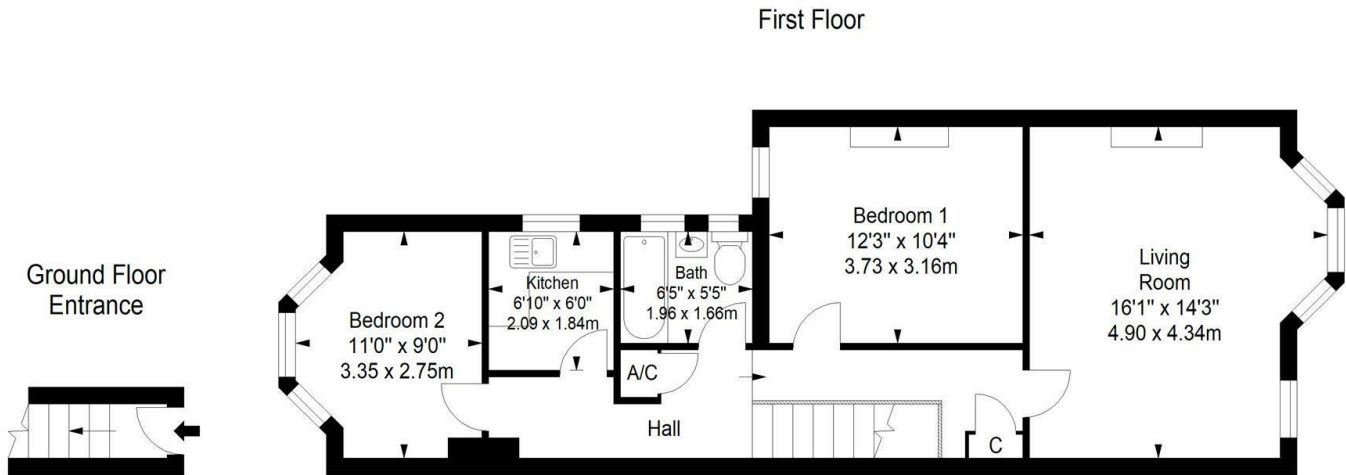 First Floor
Ground Floor
Entrance
Bedroom 2
11'0" x 9'0"
3.35 x 2.75m
Kitchen
6'10" x 6'0"
2.09 x 1.84m
Bath
6'5" x 5'5"
1.96 x 1.66m
A/C
Hall
Bedroom 1
12'3" x 10'4"
3.73 x 3.16m
C
Living
Room
16'1" x 14'3"
4.90 x 4.34m